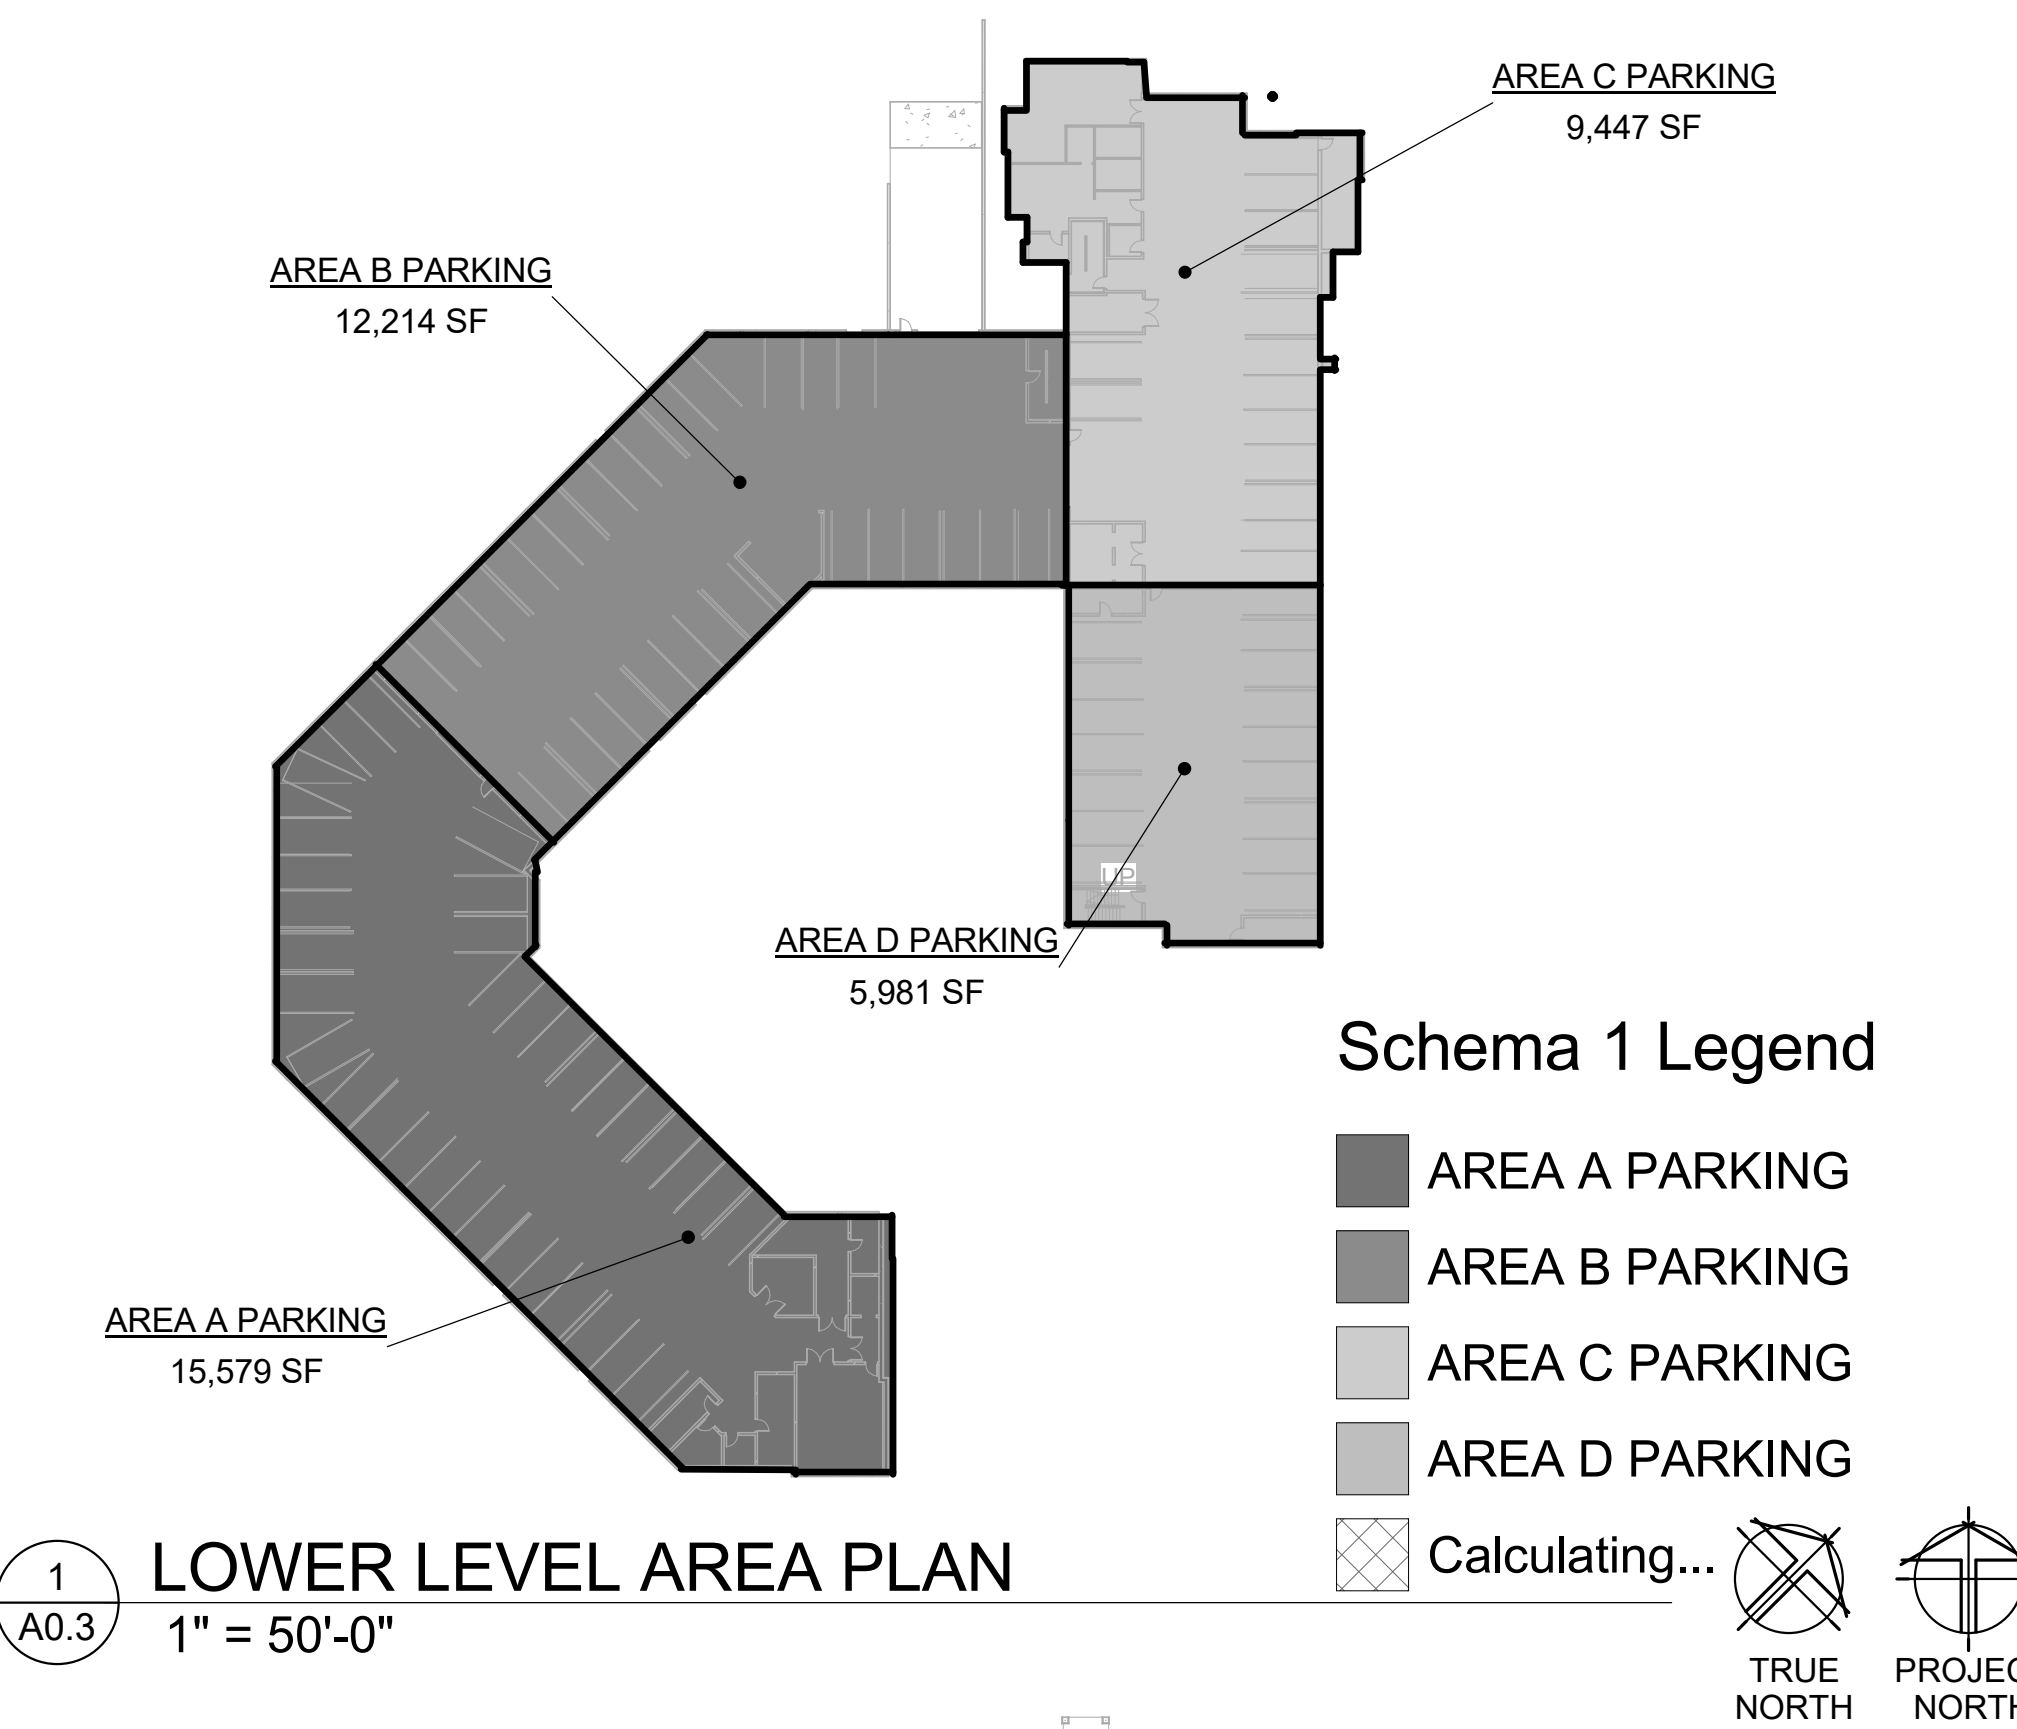 AREA C PARKING
9,447 SF
AREA B PARKING
12,214 SF
UP
AREA D PARKING
5,981 SF
AREA A PARKING
15,579 SF
Schema 1 Legend
AREA A PARKING
AREA B PARKING
AREA C PARKING
AREA D PARKING
Calculating...
1
A0.3
LOWER LEVEL AREA PLAN
1" = 50'-0"
TRUE
NORTH
PROJEC
NORTH